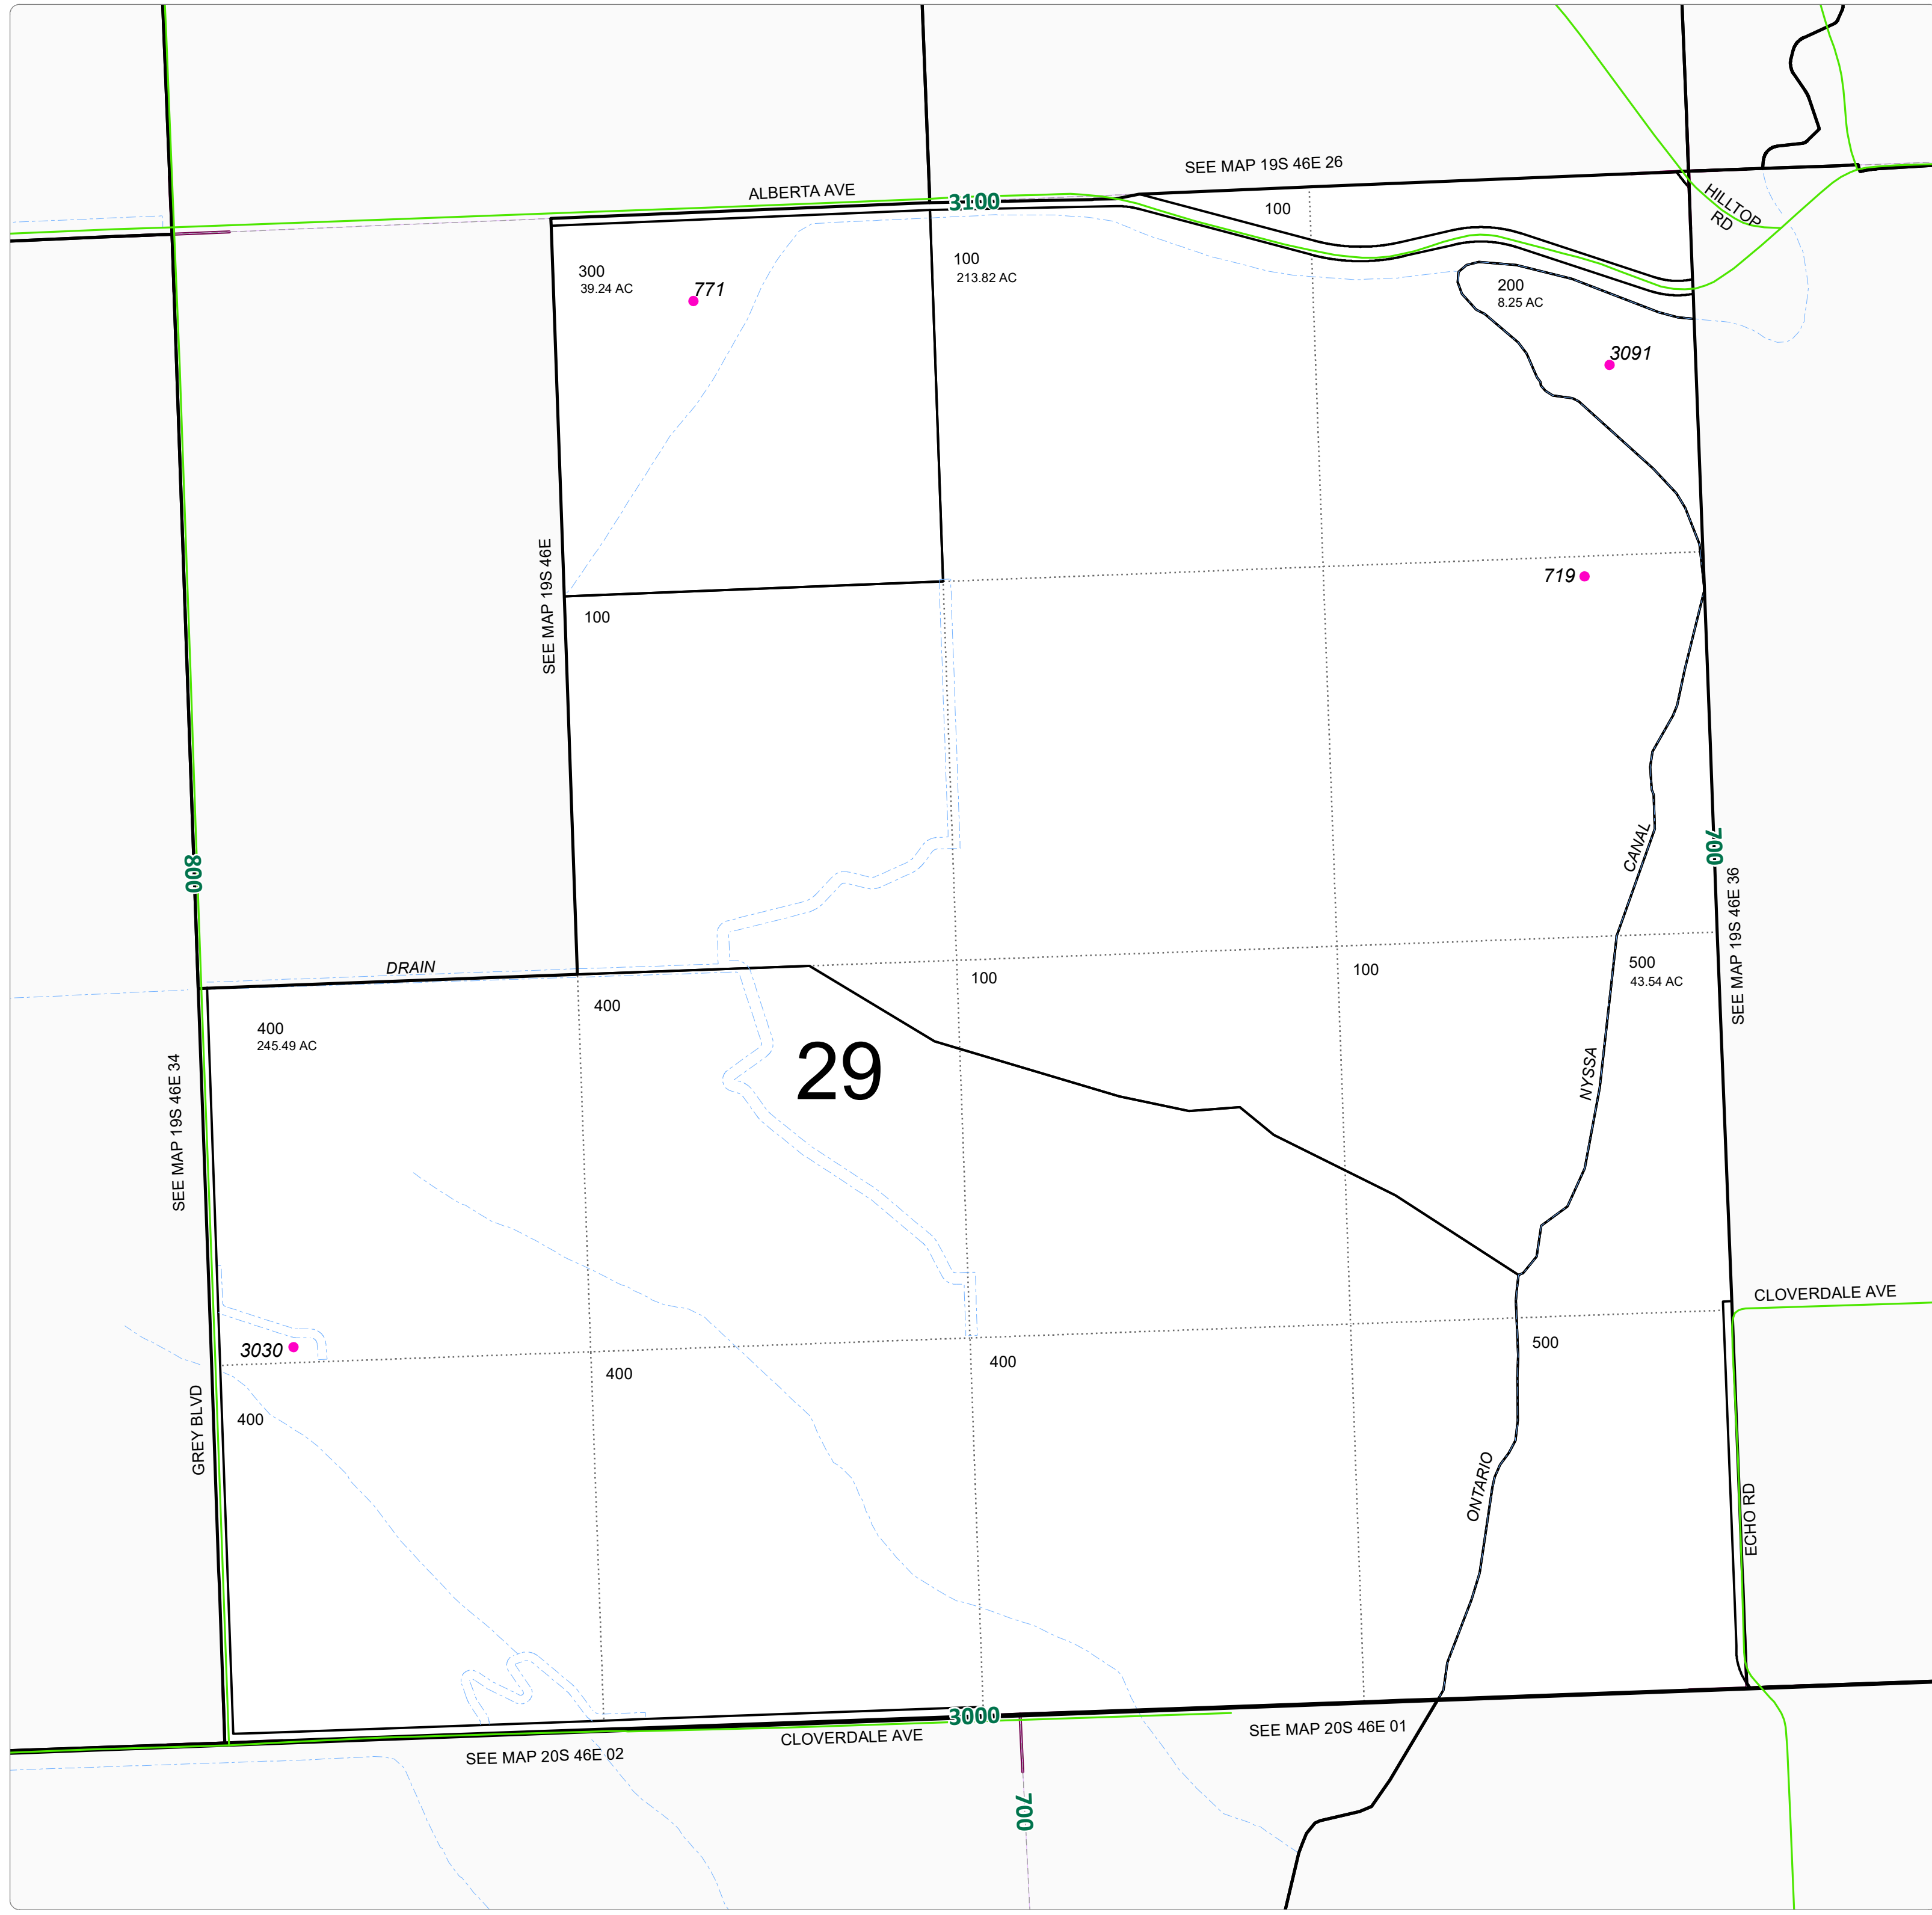 SEE MAP 19S 46E 26
ALBERTA AVE
3100
HILLTOP
RD
100
100
213.82 AC
300
39.24 AC
771
200
8.25 AC
3091
SEE MAP 19S 46E
719
100
CANAL
700
800
SEE MAP 19S 46E 36
DRAIN
500
43.54 AC
100
100
400
400
245.49 AC
29
NYSSA
SEE MAP 19S 46E 34
CLOVERDALE AVE
3030
500
400
400
400
GREY BLVD
ONTARIO
ECHO RD
3000
SEE MAP 20S 46E 01
CLOVERDALE AVE
SEE MAP 20S 46E 02
700